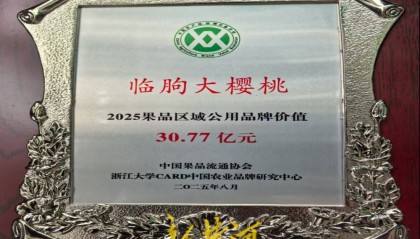 临朐大樱桃
2025果品区域公用品牌价值
30.77 亿元
中国果品流通协会
浙江大学CARD中国农业品牌研究中心
二〇二五年八月